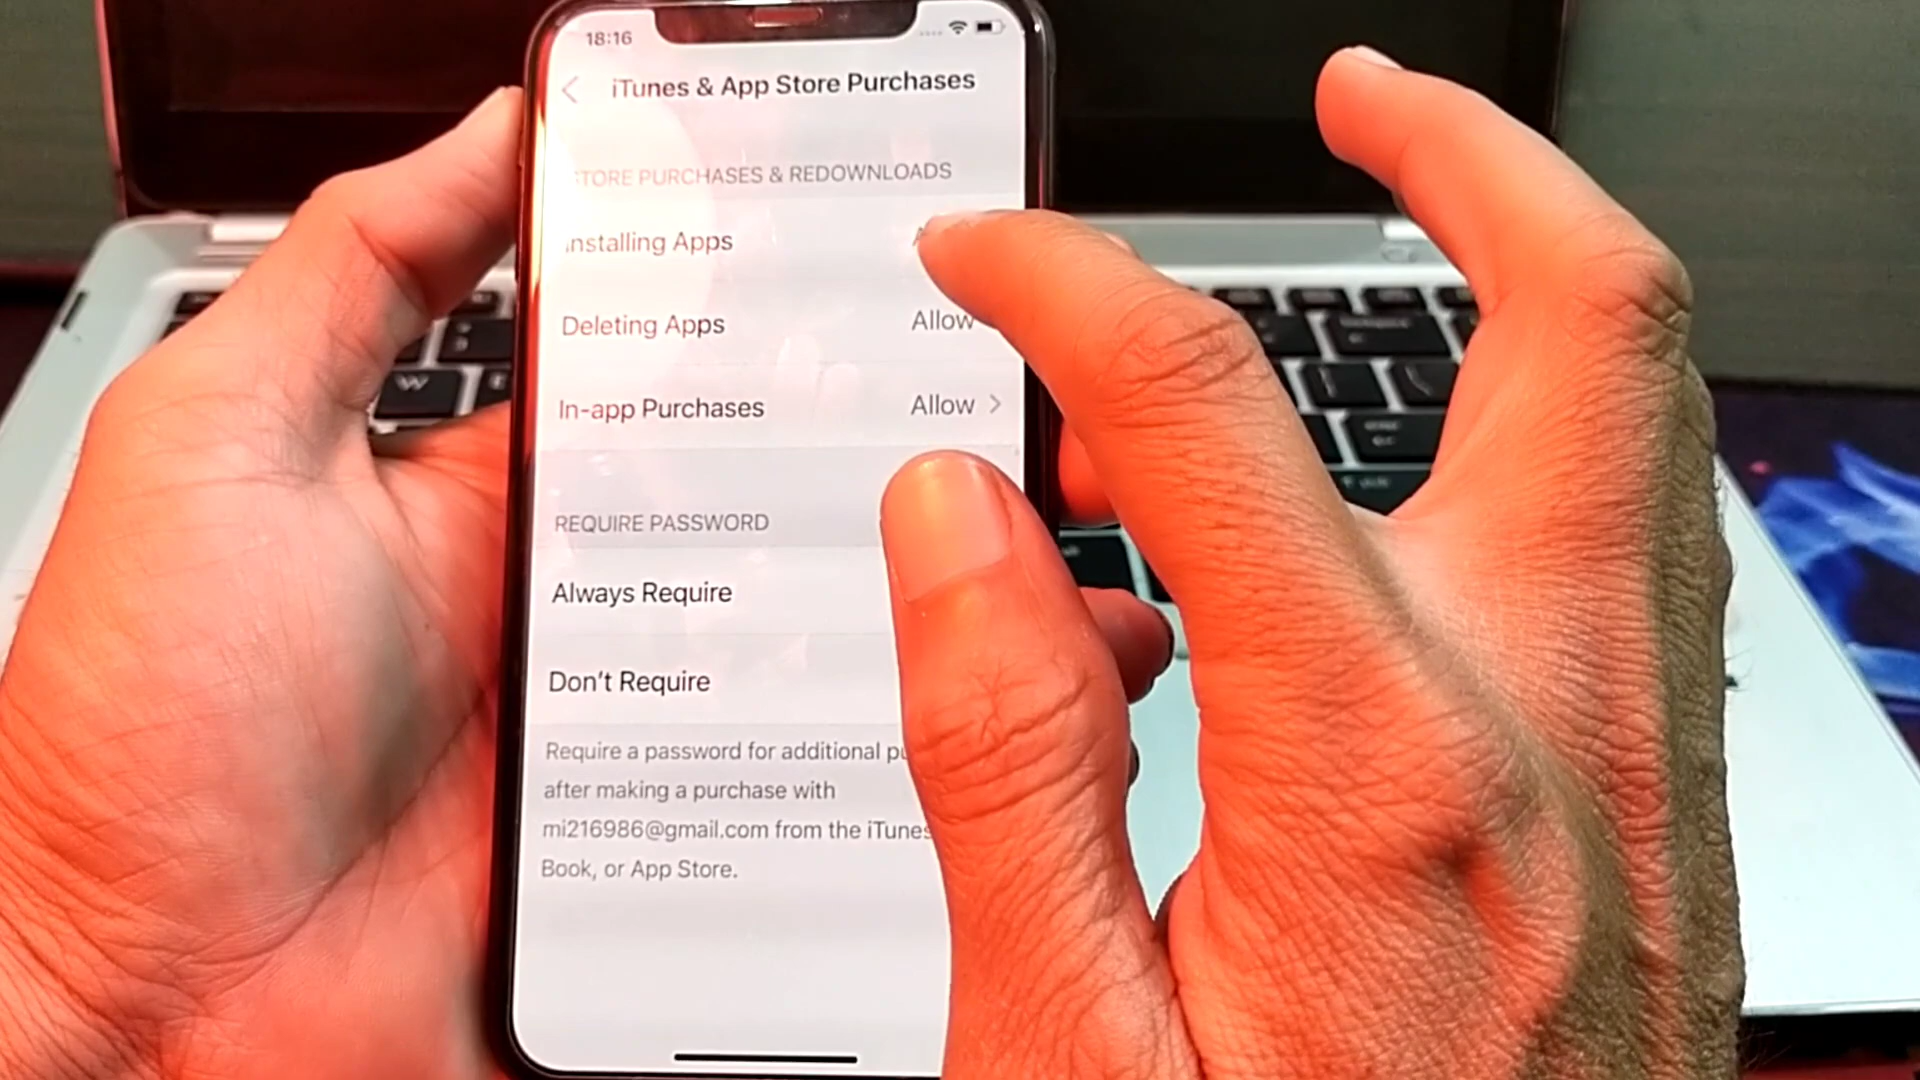 18:16
iTunes & App Store Purchases
STORE PURCHASES & REDOWNLOADS
Installing Apps
Deleting Apps Allow
In-app Purchases Allow
REQUIRE PASSWORD
Always Require
Don't Require
Require a password for additional
after making a purchase with
mi216986@gmail.com from the iTunes
Book, or App Store.
W